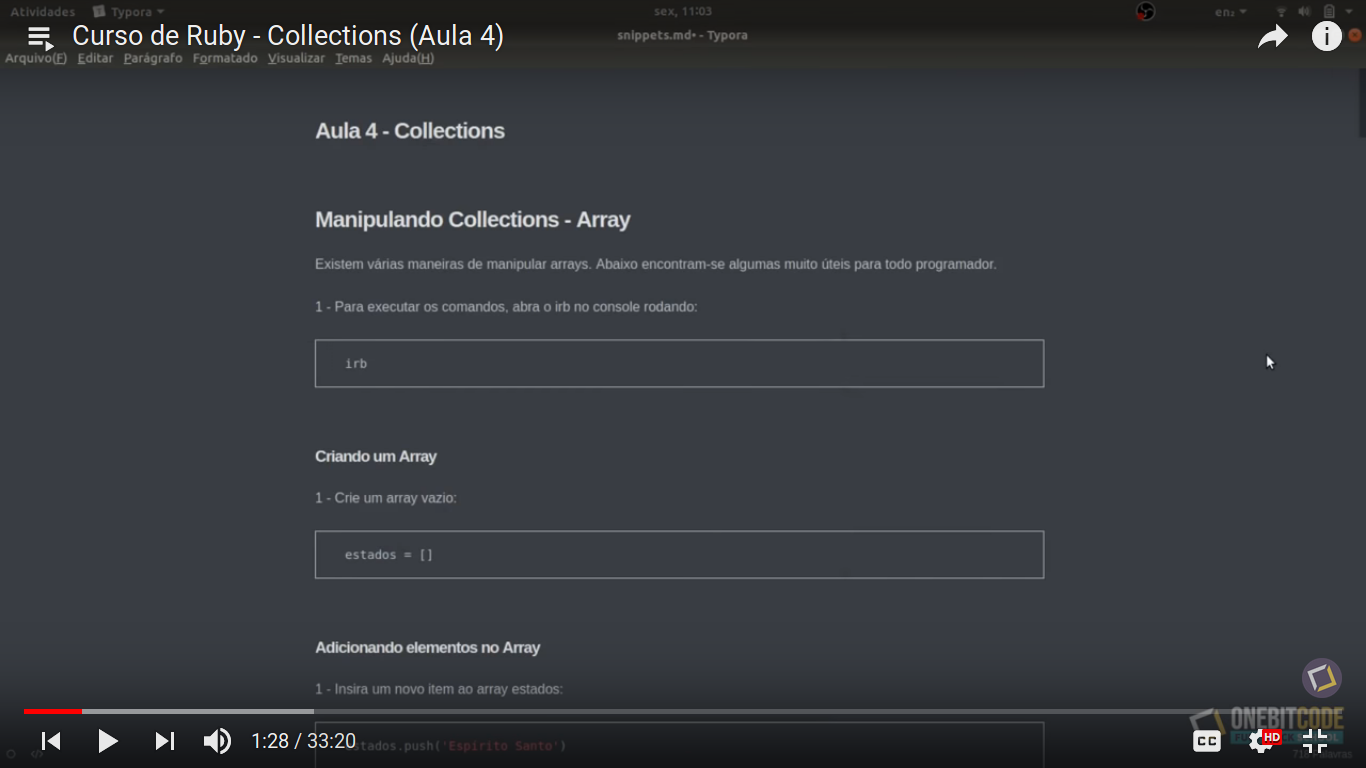 Atividades Typora sex, 11:03 en₂
Curso de Ruby - Collections (Aula 4)
snippets.md• - Typora
Arquivo(F) Editar Parágrafo Formatado Visualizar Temas Ajuda(H)
Aula 4 - Collections
Manipulando Collections - Array
Existem várias maneiras de manipular arrays. Abaixo encontram-se algumas muito úteis para todo programador.
1 - Para executar os comandos, abra o irb no console rodando:
irb
Criando um Array
1 - Crie um array vazio:
estados = []
Adicionando elementos no Array
1 - Insira um novo item ao array estados:
estados.push('Espirito Santo')
ONEBITCODE
1:28 / 33:20
CC
HD
Palavras